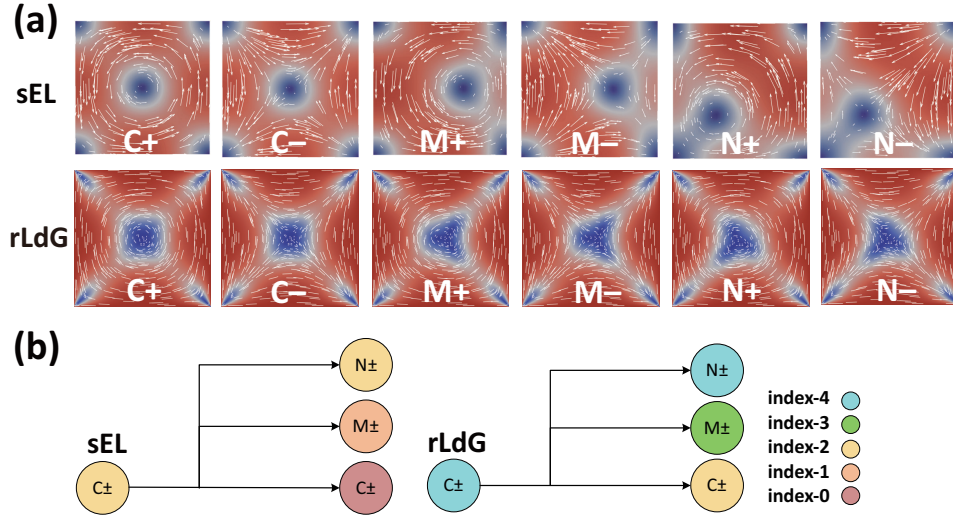 (a)
sEL
C+ C− M+ M− N+ N−
rLdG
C+ C− M+ M− N+ N−
(b)
N± N± index-4
M± M± index-3
sEL rLdG index-2
C± C± C± C± index-1
index-0